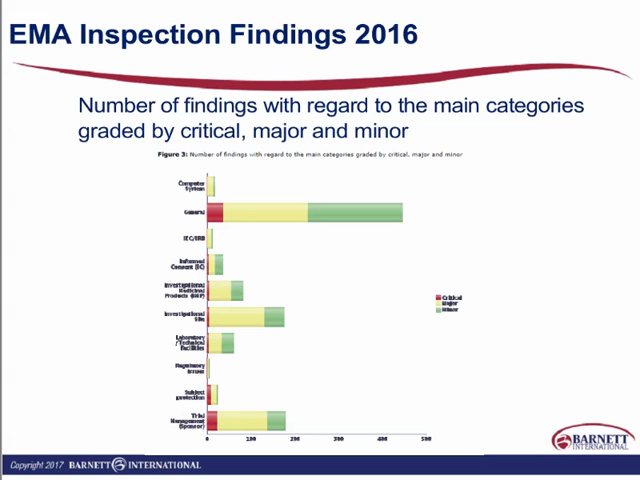 EMA Inspection Findings 2016
Number of findings with regard to the main categories
graded by critical, major and minor
Figure 3: Number of findings with regard to the main categories graded by critical, major and minor
Computer
System
General
IEC/IRB
Informed
Consent (IC)
Investigational
Medicinal
Products (IMP)
Investigational
Site
Laboratory
/Technical
Facilities
Regulatory
Issues
Subject
protection
Trial
Management
(Sponsor)
0 100 200 300 400 500
Critical
Major
Minor
BARNETT
INTERNATIONAL
Copyright 2017 BARNETT INTERNATIONAL